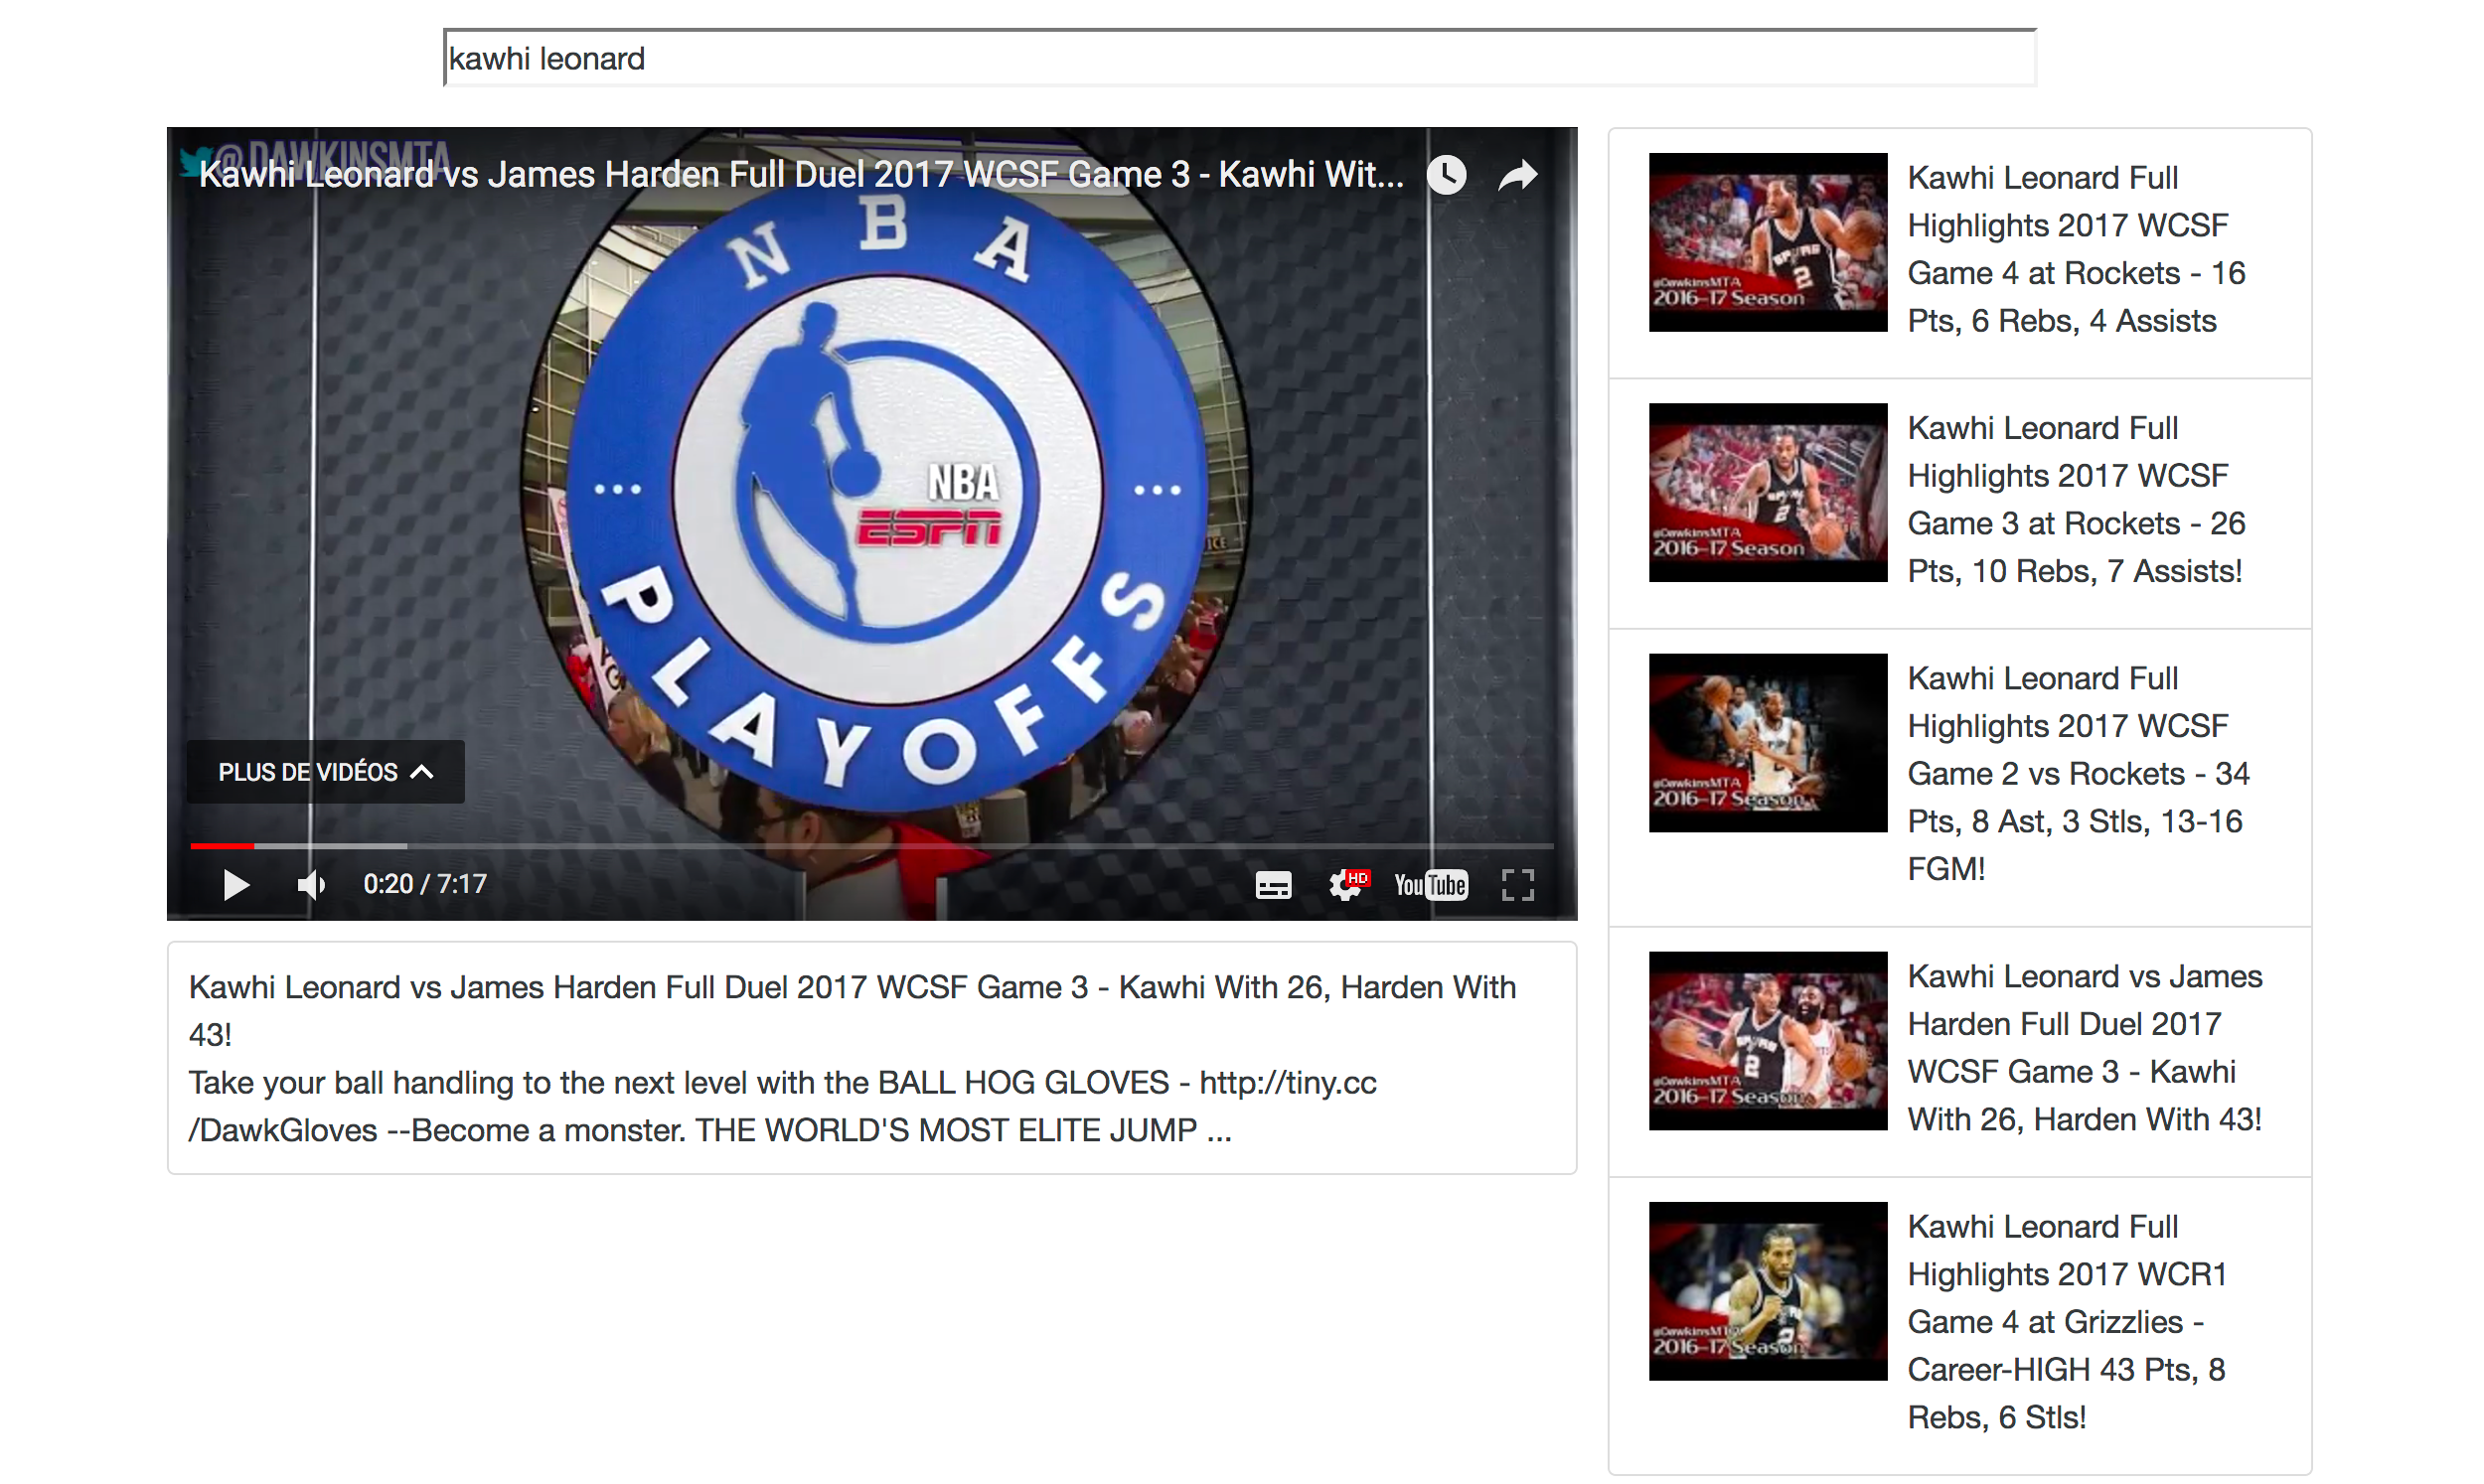 kawhi leonard
@DAWKINSMTA
Kawhi Leonard vs James Harden Full Duel 2017 WCSF Game 3 - Kawhi Wit...
NBA
NBA
ESPN
PLAYOFFS
PLUS DE VIDÉOS
0:20 / 7:17
HD
YouTube
Kawhi Leonard vs James Harden Full Duel 2017 WCSF Game 3 - Kawhi With 26, Harden With
43!
Take your ball handling to the next level with the BALL HOG GLOVES - http://tiny.cc
/DawkGloves --Become a monster. THE WORLD'S MOST ELITE JUMP ...
@DawkinsMTA
2016-17 Season
Kawhi Leonard Full
Highlights 2017 WCSF
Game 4 at Rockets - 16
Pts, 6 Rebs, 4 Assists
@DawkinsMTA
2016-17 Season
Kawhi Leonard Full
Highlights 2017 WCSF
Game 3 at Rockets - 26
Pts, 10 Rebs, 7 Assists!
@DawkinsMTA
2016-17 Season
Kawhi Leonard Full
Highlights 2017 WCSF
Game 2 vs Rockets - 34
Pts, 8 Ast, 3 Stls, 13-16
FGM!
@DawkinsMTA
2016-17 Season
Kawhi Leonard vs James
Harden Full Duel 2017
WCSF Game 3 - Kawhi
With 26, Harden With 43!
@DawkinsMTA
2016-17 Season
Kawhi Leonard Full
Highlights 2017 WCR1
Game 4 at Grizzlies -
Career-HIGH 43 Pts, 8
Rebs, 6 Stls!